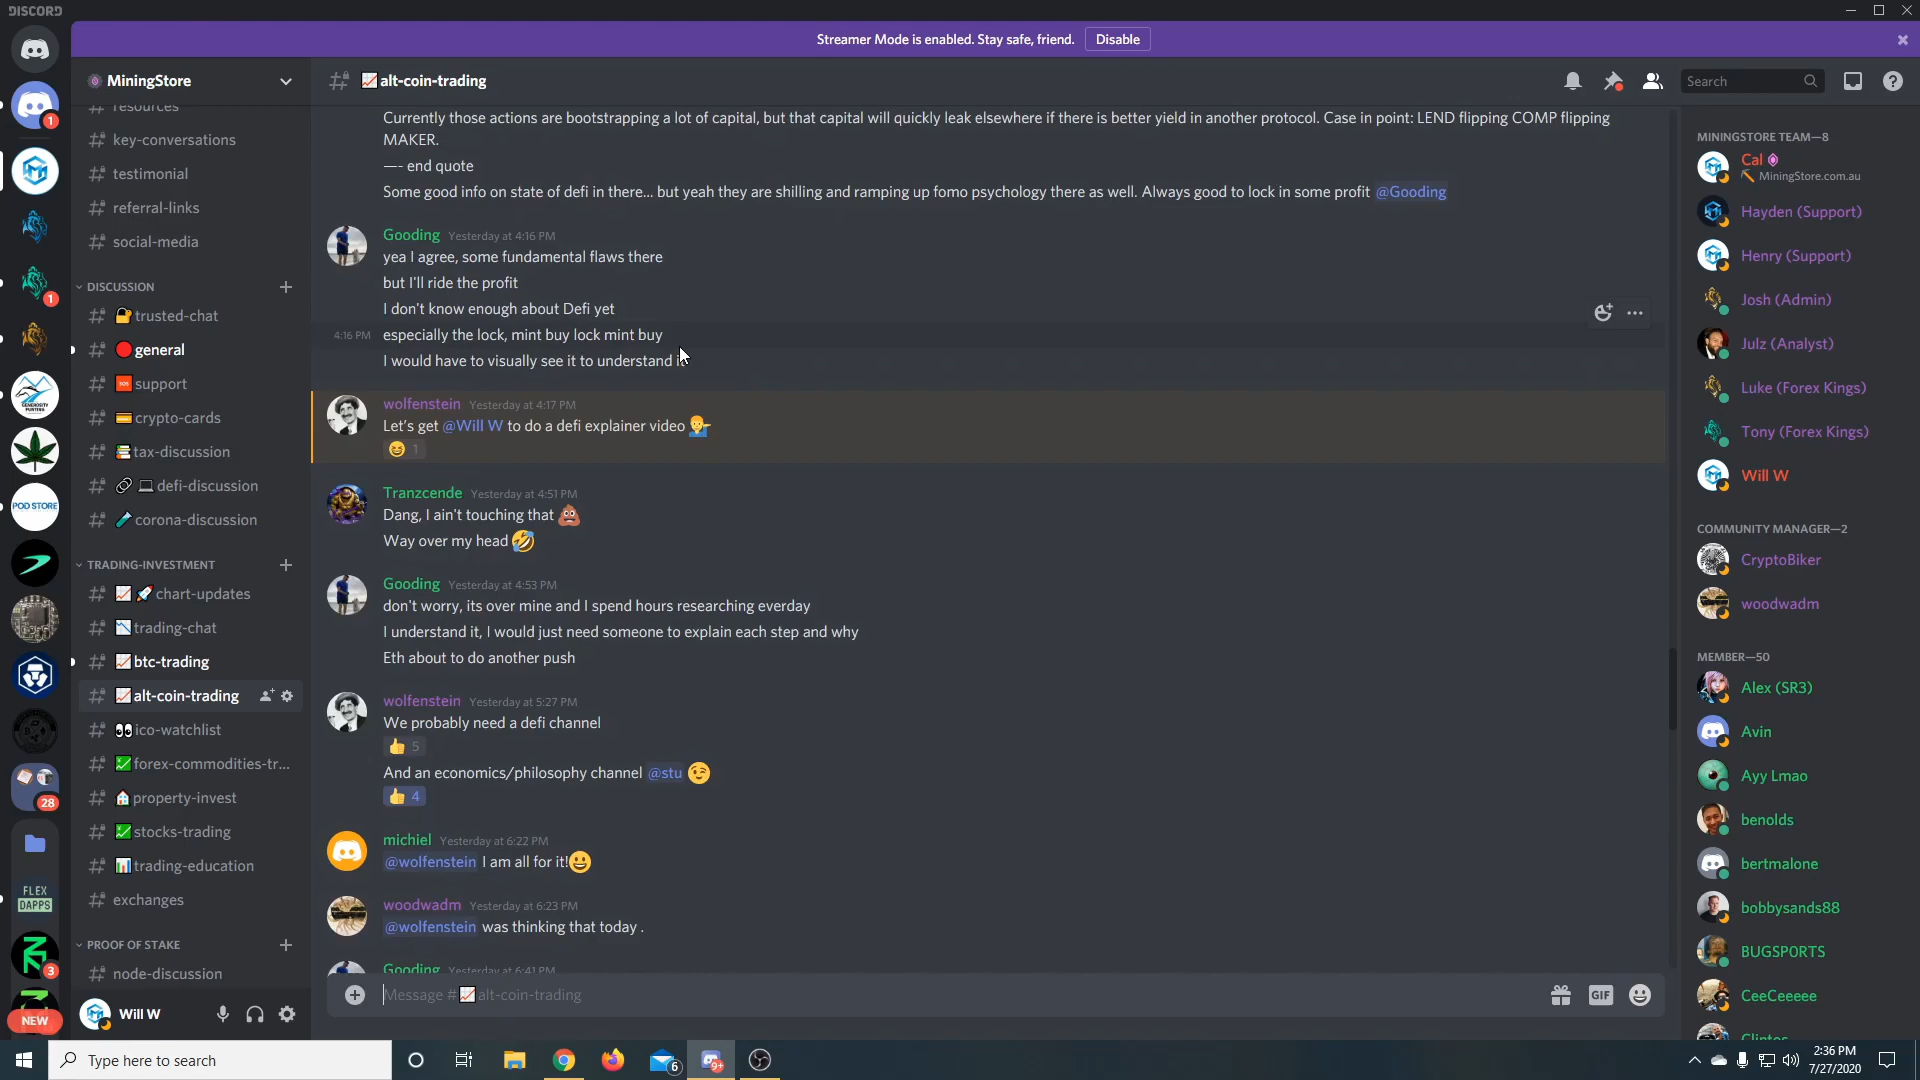 DISCORD
Streamer Mode is enabled. Stay safe, friend. Disable
MiningStore
resources
key-conversations
testimonial
referral-links
social-media
DISCUSSION
trusted-chat
general
support
crypto-cards
tax-discussion
defi-discussion
corona-discussion
TRADING-INVESTMENT
chart-updates
trading-chat
btc-trading
alt-coin-trading
ico-watchlist
forex-commodities-tr...
property-invest
stocks-trading
trading-education
exchanges
PROOF OF STAKE
node-discussion
Will W
1
1
POD STORE
28
FLEX
DAPPS
3
NEW
alt-coin-trading
Search
Currently those actions are bootstrapping a lot of capital, but that capital will quickly leak elsewhere if there is better yield in another protocol. Case in point: LEND flipping COMP flipping
MAKER.
—- end quote
Some good info on state of defi in there... but yeah they are shilling and ramping up fomo psychology there as well. Always good to lock in some profit @Gooding
Gooding Yesterday at 4:16 PM
yea I agree, some fundamental flaws there
but I'll ride the profit
I don't know enough about Defi yet
4:16 PM especially the lock, mint buy lock mint buy
I would have to visually see it to understand it
wolfenstein Yesterday at 4:17 PM
Let's get @Will W to do a defi explainer video
1
Tranzcende Yesterday at 4:51 PM
Dang, I ain't touching that
Way over my head
Gooding Yesterday at 4:53 PM
don't worry, its over mine and I spend hours researching everday
I understand it, I would just need someone to explain each step and why
Eth about to do another push
wolfenstein Yesterday at 5:27 PM
We probably need a defi channel
5
And an economics/philosophy channel @stu
4
michiel Yesterday at 6:22 PM
@wolfenstein I am all for it!
woodwadm Yesterday at 6:23 PM
@wolfenstein was thinking that today .
Gooding Yesterday at 6:41 PM
Message # alt-coin-trading
GIF
MININGSTORE TEAM—8
Cal
MiningStore.com.au
Hayden (Support)
Henry (Support)
Josh (Admin)
Julz (Analyst)
Luke (Forex Kings)
Tony (Forex Kings)
Will W
COMMUNITY MANAGER—2
CryptoBiker
woodwadm
MEMBER—50
Alex (SR3)
Avin
Ayy Lmao
benolds
bertmalone
bobbysands88
BUGSPORTS
CeeCeeeee
Clintos
Type here to search
6
9+
2:36 PM
7/27/2020